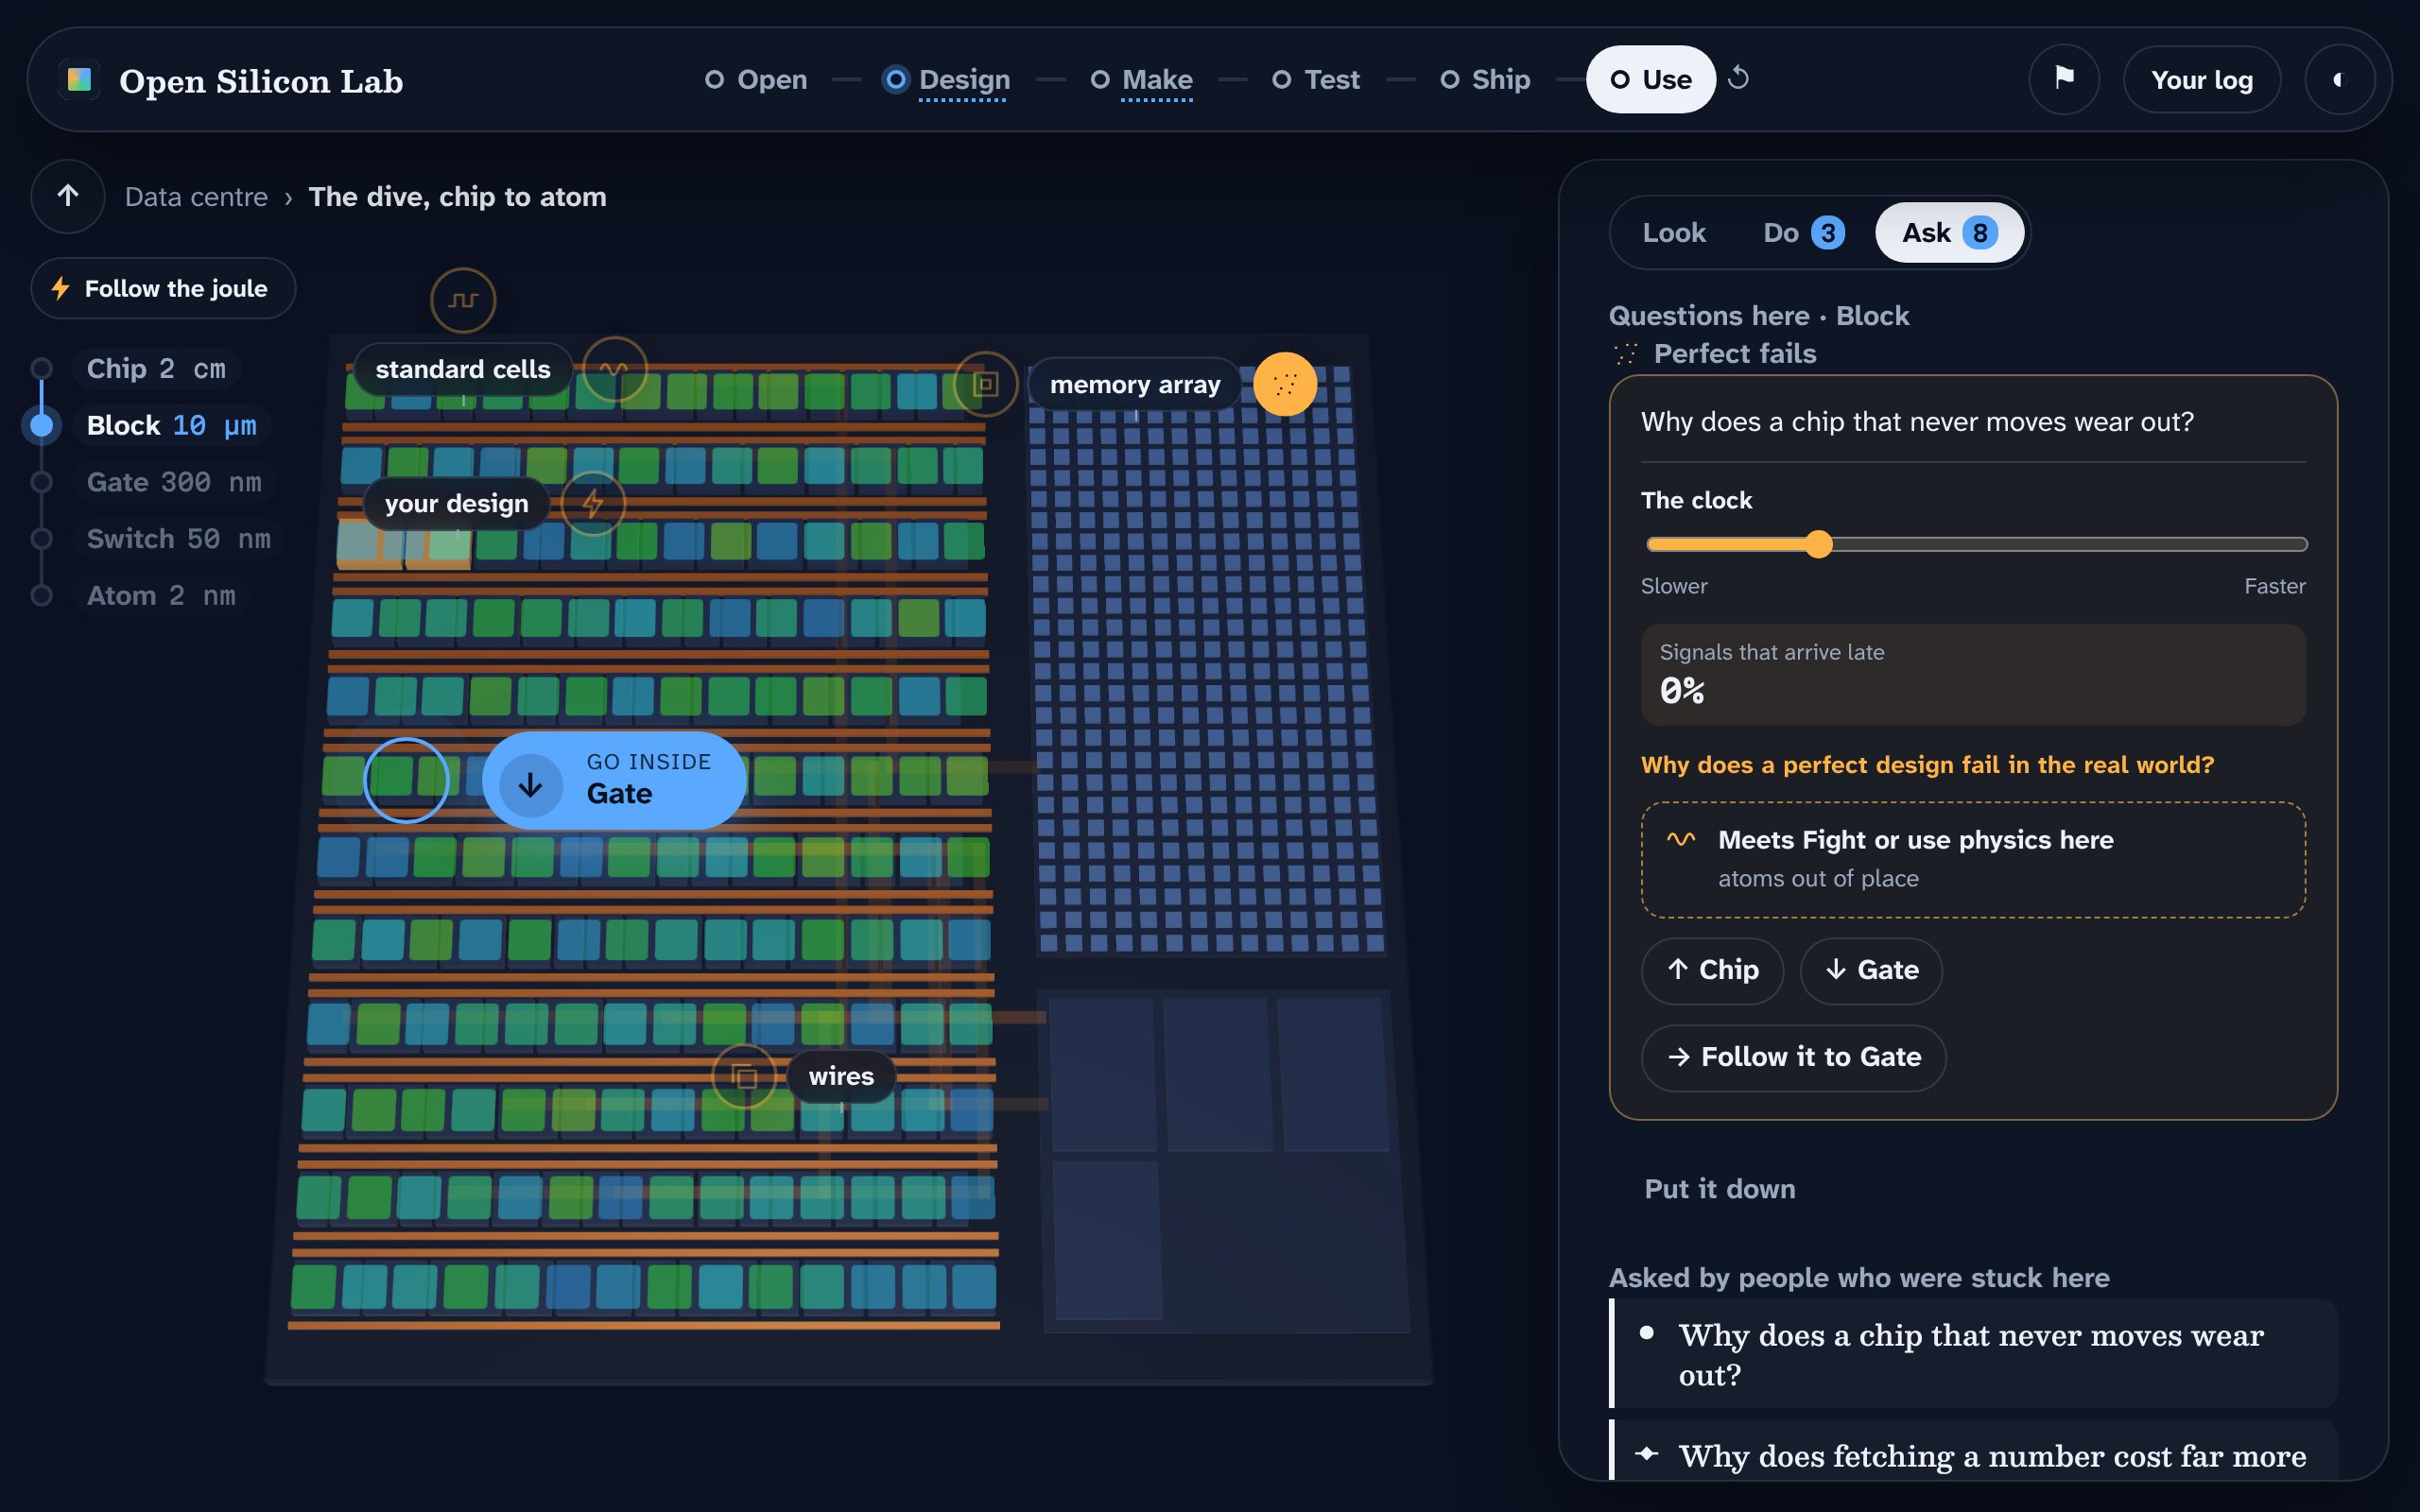 Open Silicon Lab
Open
Design
Make
Test
Ship
Use
Your log
Data centre › The dive, chip to atom
Follow the joule
Chip 2 cm
Block 10 µm
Gate 300 nm
Switch 50 nm
Atom 2 nm
standard cells
memory array
your design
GO INSIDE
Gate
wires
Look
Do 3
Ask 8
Questions here · Block
Perfect fails
Why does a chip that never moves wear out?
The clock
Slower
Faster
Signals that arrive late
0%
Why does a perfect design fail in the real world?
Meets Fight or use physics here
atoms out of place
↑ Chip
↓ Gate
→ Follow it to Gate
Put it down
Asked by people who were stuck here
Why does a chip that never moves wear
out?
Why does fetching a number cost far more